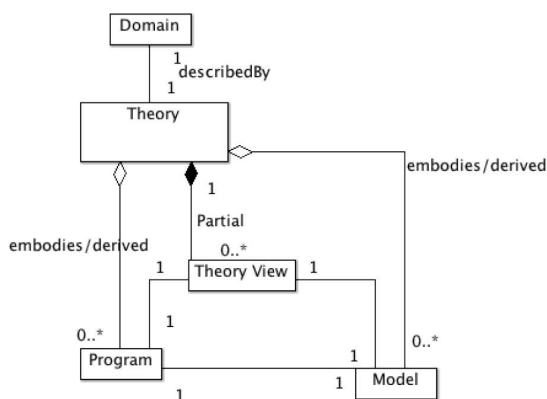 Domain
1
describedBy
1
Theory
embodies/derived
1
Partial
embodies/derived
0..*
Theory View
1
1
1
0..*
0..*
Program
1
Model
1
1